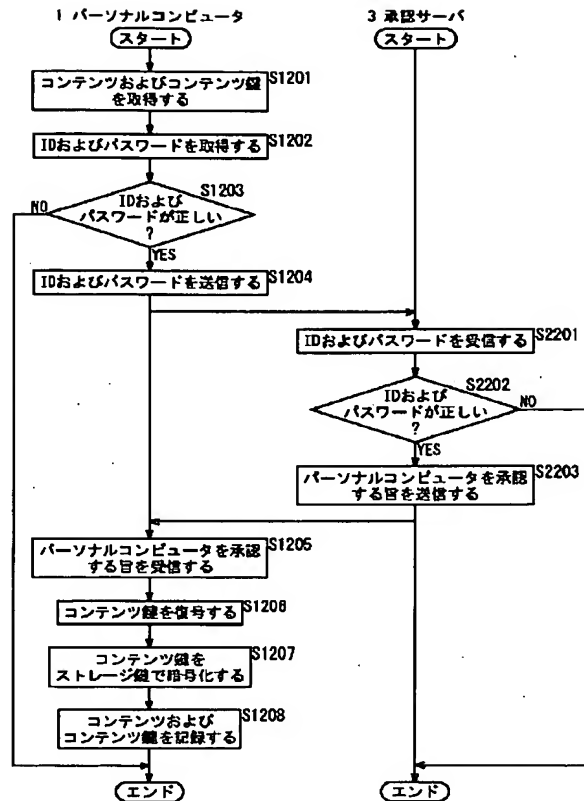 1 パーソナルコンピュータ
スタート
コンテンツおよびコンテンツ鍵
を取得する
S1201
IDおよびパスワードを取得する
S1202
S1203
IDおよび
パスワードが正しい
?
NO
YES
IDおよびパスワードを送信する
S1204
3 承認サーバ
スタート
IDおよびパスワードを受信する
S2201
S2202
IDおよび
パスワードが正しい
?
NO
YES
パーソナルコンピュータを承認
する旨を送信する
S2203
パーソナルコンピュータを承認
する旨を受信する
S1205
コンテンツ鍵を復号する
S1206
コンテンツ鍵を
ストレージ鍵で暗号化する
S1207
コンテンツおよび
コンテンツ鍵を記録する
S1208
エンド
エンド